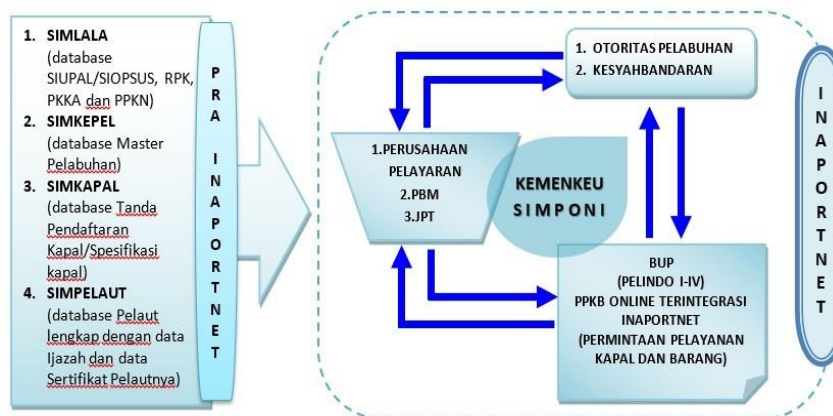 1. SIMLALA
(database
SIUPAL/SIOPSUS, RPK,
PKKA dan PPKN)
2. SIMKEPEL
(database Master
Pelabuhan)
3. SIMKAPAL
(database Tanda
Pendaftaran
Kapal/Spesifikasi
kapal)
4. SIMPELAUT
(database Pelaut
lengkap dengan data
Ijazah dan data
Sertifikat Pelautnya)
PRA INAPORTNET
1. OTORITAS PELABUHAN
2. KESYAHBANDARAN
1.PERUSAHAAN
PELAYARAN
2.PBM
3.JPT
KEMENKEU
SIMPONI
BUP
(PELINDO I-IV)
PPKB ONLINE TERINTEGRASI
INAPORTNET
(PERMINTAAN PELAYANAN
KAPAL DAN BARANG)
INAPORTNET